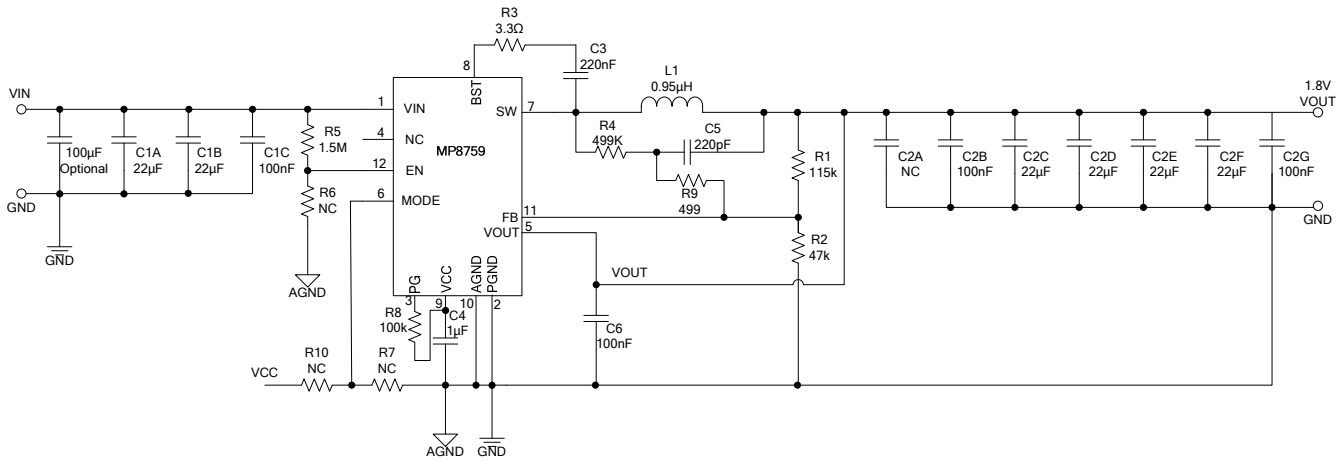 R3
3.3Ω
C3
220nF
8
BST
L1
0.95µH
VIN
1
VIN
SW
7
1.8V
VOUT
R5
1.5M
4
NC
MP8759
R4
499K
C5
220pF
R1
115k
100µF
Optional
C1A
22µF
C1B
22µF
C1C
100nF
12
EN
R9
499
C2A
NC
C2B
100nF
C2C
22µF
C2D
22µF
C2E
22µF
C2F
22µF
C2G
100nF
GND
R6
NC
6
MODE
FB
11
VOUT
5
R2
47k
GND
GND
AGND
VOUT
PG
VCC
AGND
PGND
3
9
10
2
R8
100k
C4
1µF
C6
100nF
VCC
R10
NC
R7
NC
AGND
GND